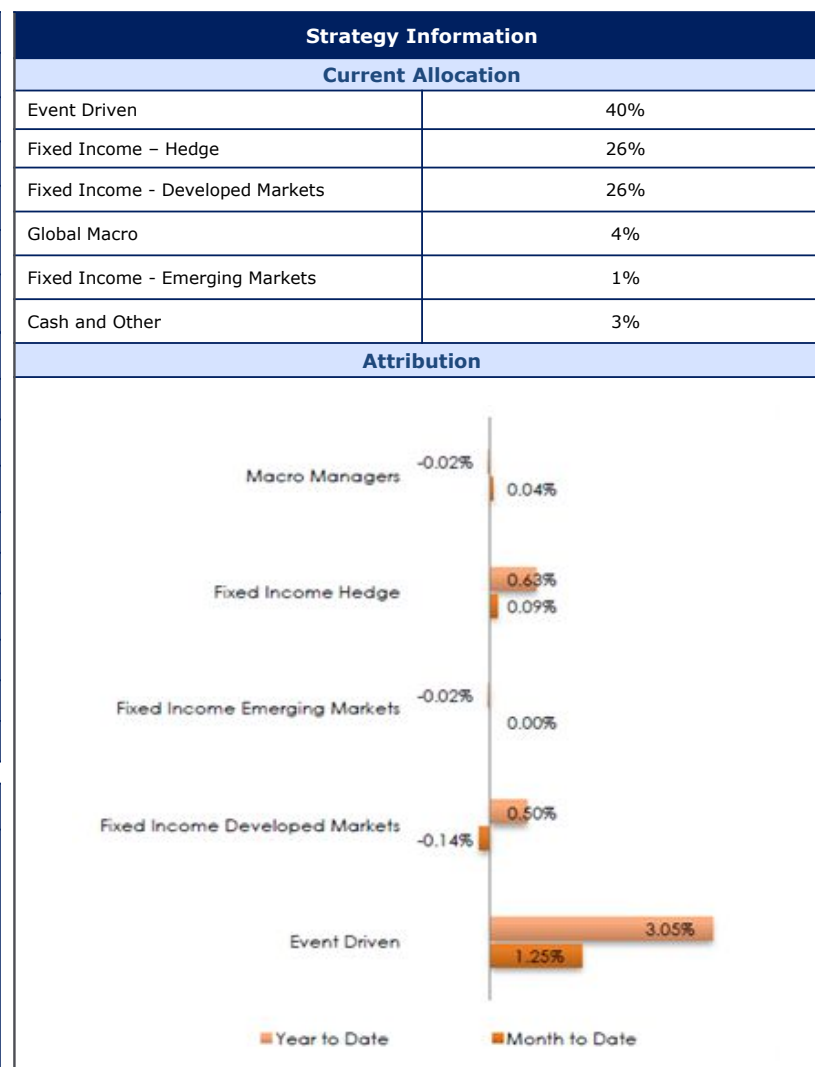 Strategy Information
Current Allocation
Event Driven 40%
Fixed Income – Hedge 26%
Fixed Income - Developed Markets 26%
Global Macro 4%
Fixed Income - Emerging Markets 1%
Cash and Other 3%
Attribution
Macro Managers -0.02%
0.04%
Fixed Income Hedge 0.63%
0.09%
Fixed Income Emerging Markets -0.02%
0.00%
Fixed Income Developed Markets 0.50%
-0.14%
Event Driven 3.05%
1.25%
Year to Date Month to Date